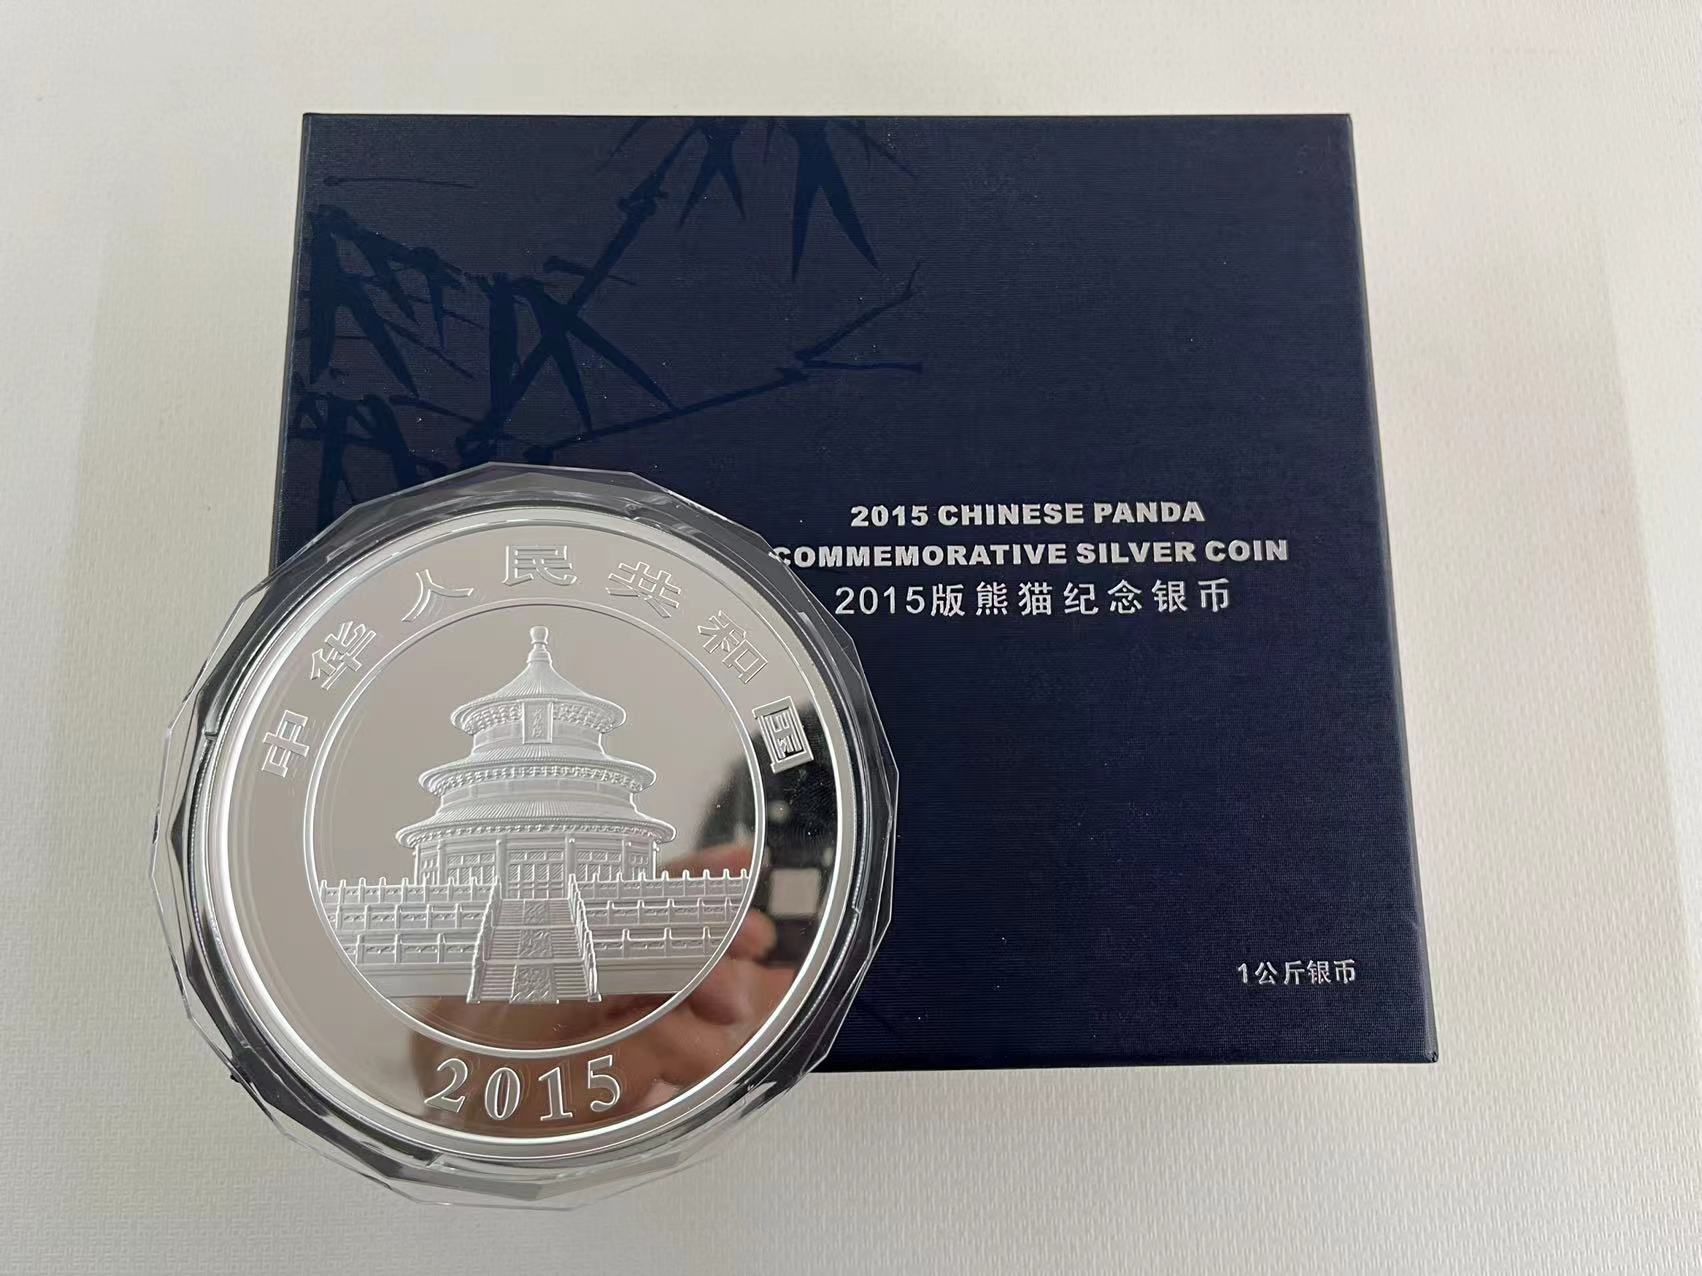 2015 CHINESE PANDA
COMMEMORATIVE SILVER COIN
2015版熊猫纪念银币
1公斤银币
中华人民共和国
2015